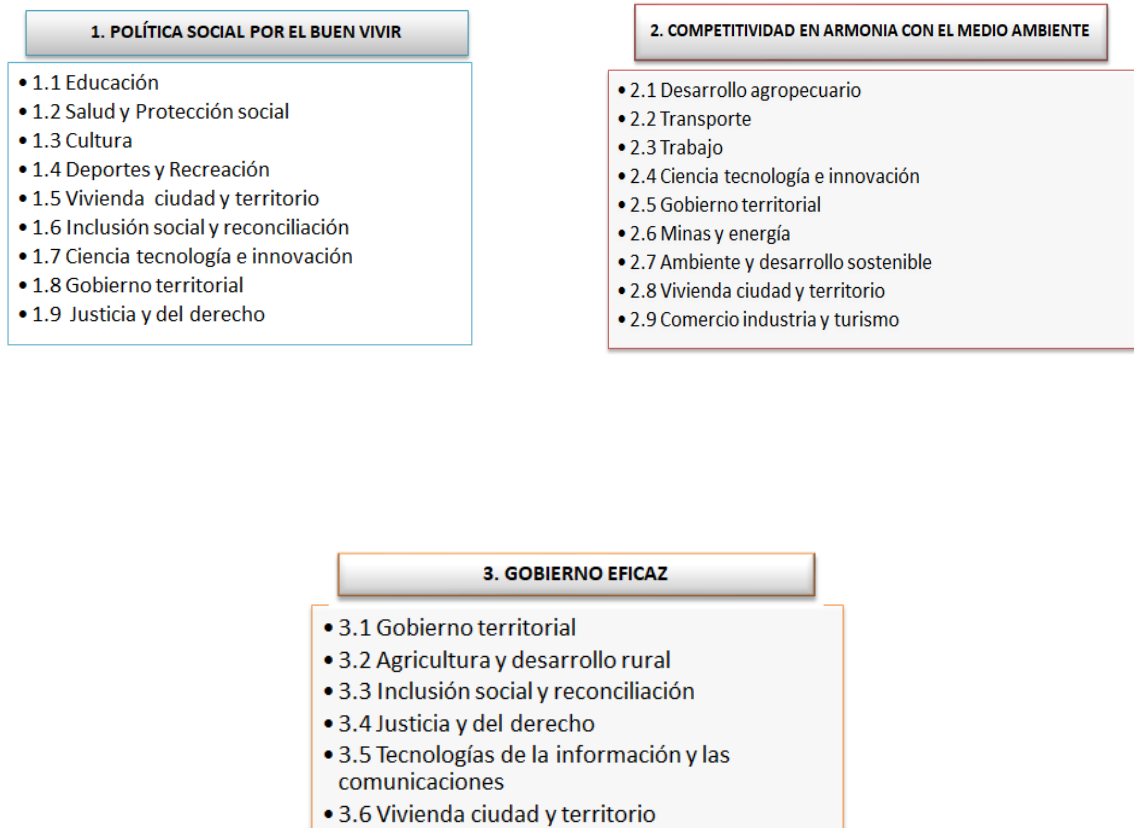 1. POLÍTICA SOCIAL POR EL BUEN VIVIR
• 1.1 Educación
• 1.2 Salud y Protección social
• 1.3 Cultura
• 1.4 Deportes y Recreación
• 1.5 Vivienda ciudad y territorio
• 1.6 Inclusión social y reconciliación
• 1.7 Ciencia tecnología e innovación
• 1.8 Gobierno territorial
• 1.9 Justicia y del derecho
2. COMPETITIVIDAD EN ARMONIA CON EL MEDIO AMBIENTE
• 2.1 Desarrollo agropecuario
• 2.2 Transporte
• 2.3 Trabajo
• 2.4 Ciencia tecnología e innovación
• 2.5 Gobierno territorial
• 2.6 Minas y energía
• 2.7 Ambiente y desarrollo sostenible
• 2.8 Vivienda ciudad y territorio
• 2.9 Comercio industria y turismo
3. GOBIERNO EFICAZ
• 3.1 Gobierno territorial
• 3.2 Agricultura y desarrollo rural
• 3.3 Inclusión social y reconciliación
• 3.4 Justicia y del derecho
• 3.5 Tecnologías de la información y las
comunicaciones
• 3.6 Vivienda ciudad y territorio